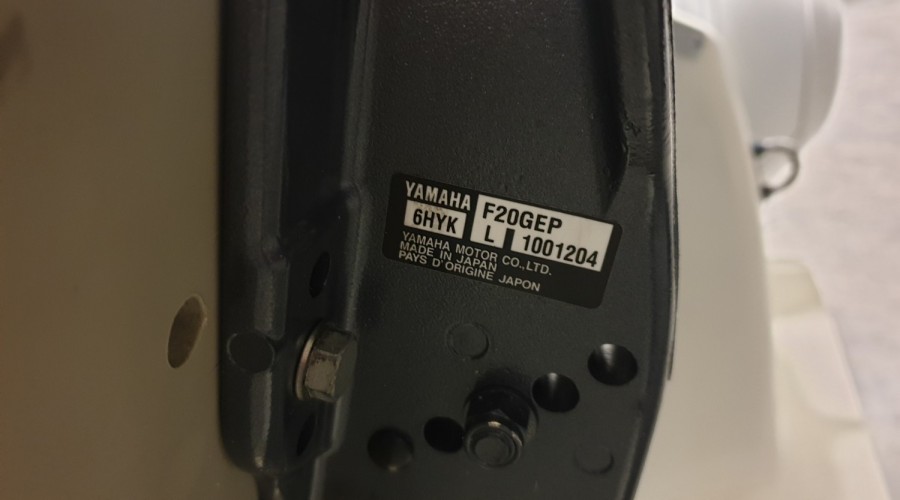 YAMAHA
6HYK
F20GEP
L 1001204
YAMAHA MOTOR CO.,LTD.
MADE IN JAPAN
PAYS D'ORIGINE JAPON